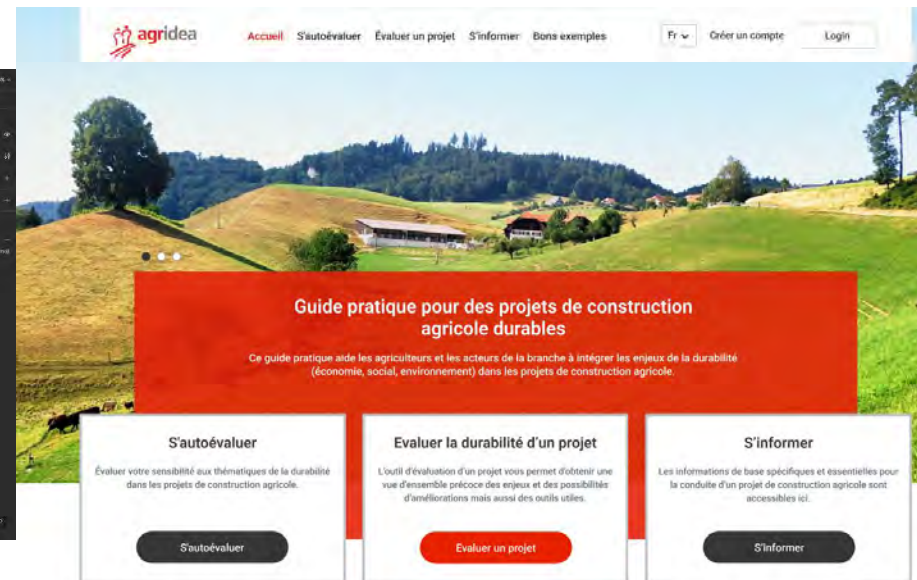 agridea
Accueil S'autoévaluer Évaluer un projet S'informer Bons exemples Fr Créer un compte Login
Guide pratique pour des projets de construction
agricole durables
Ce guide pratique aide les agriculteurs et les acteurs de la branche à intégrer les enjeux de la durabilité
(économie, social, environnement) dans les projets de construction agricole.
S'autoévaluer
Évaluer votre sensibilité aux thématiques de la durabilité
dans les projets de construction agricole.
S'autoévaluer
Evaluer la durabilité d'un projet
L'outil d'évaluation d'un projet vous permet d'obtenir une
vue d'ensemble précoce des enjeux et des possibilités
d'améliorations mais aussi des outils utiles.
Evaluer un projet
S'informer
Les informations de base spécifiques et essentielles pour
la conduite d'un projet de construction agricole sont
accessibles ici.
S'informer